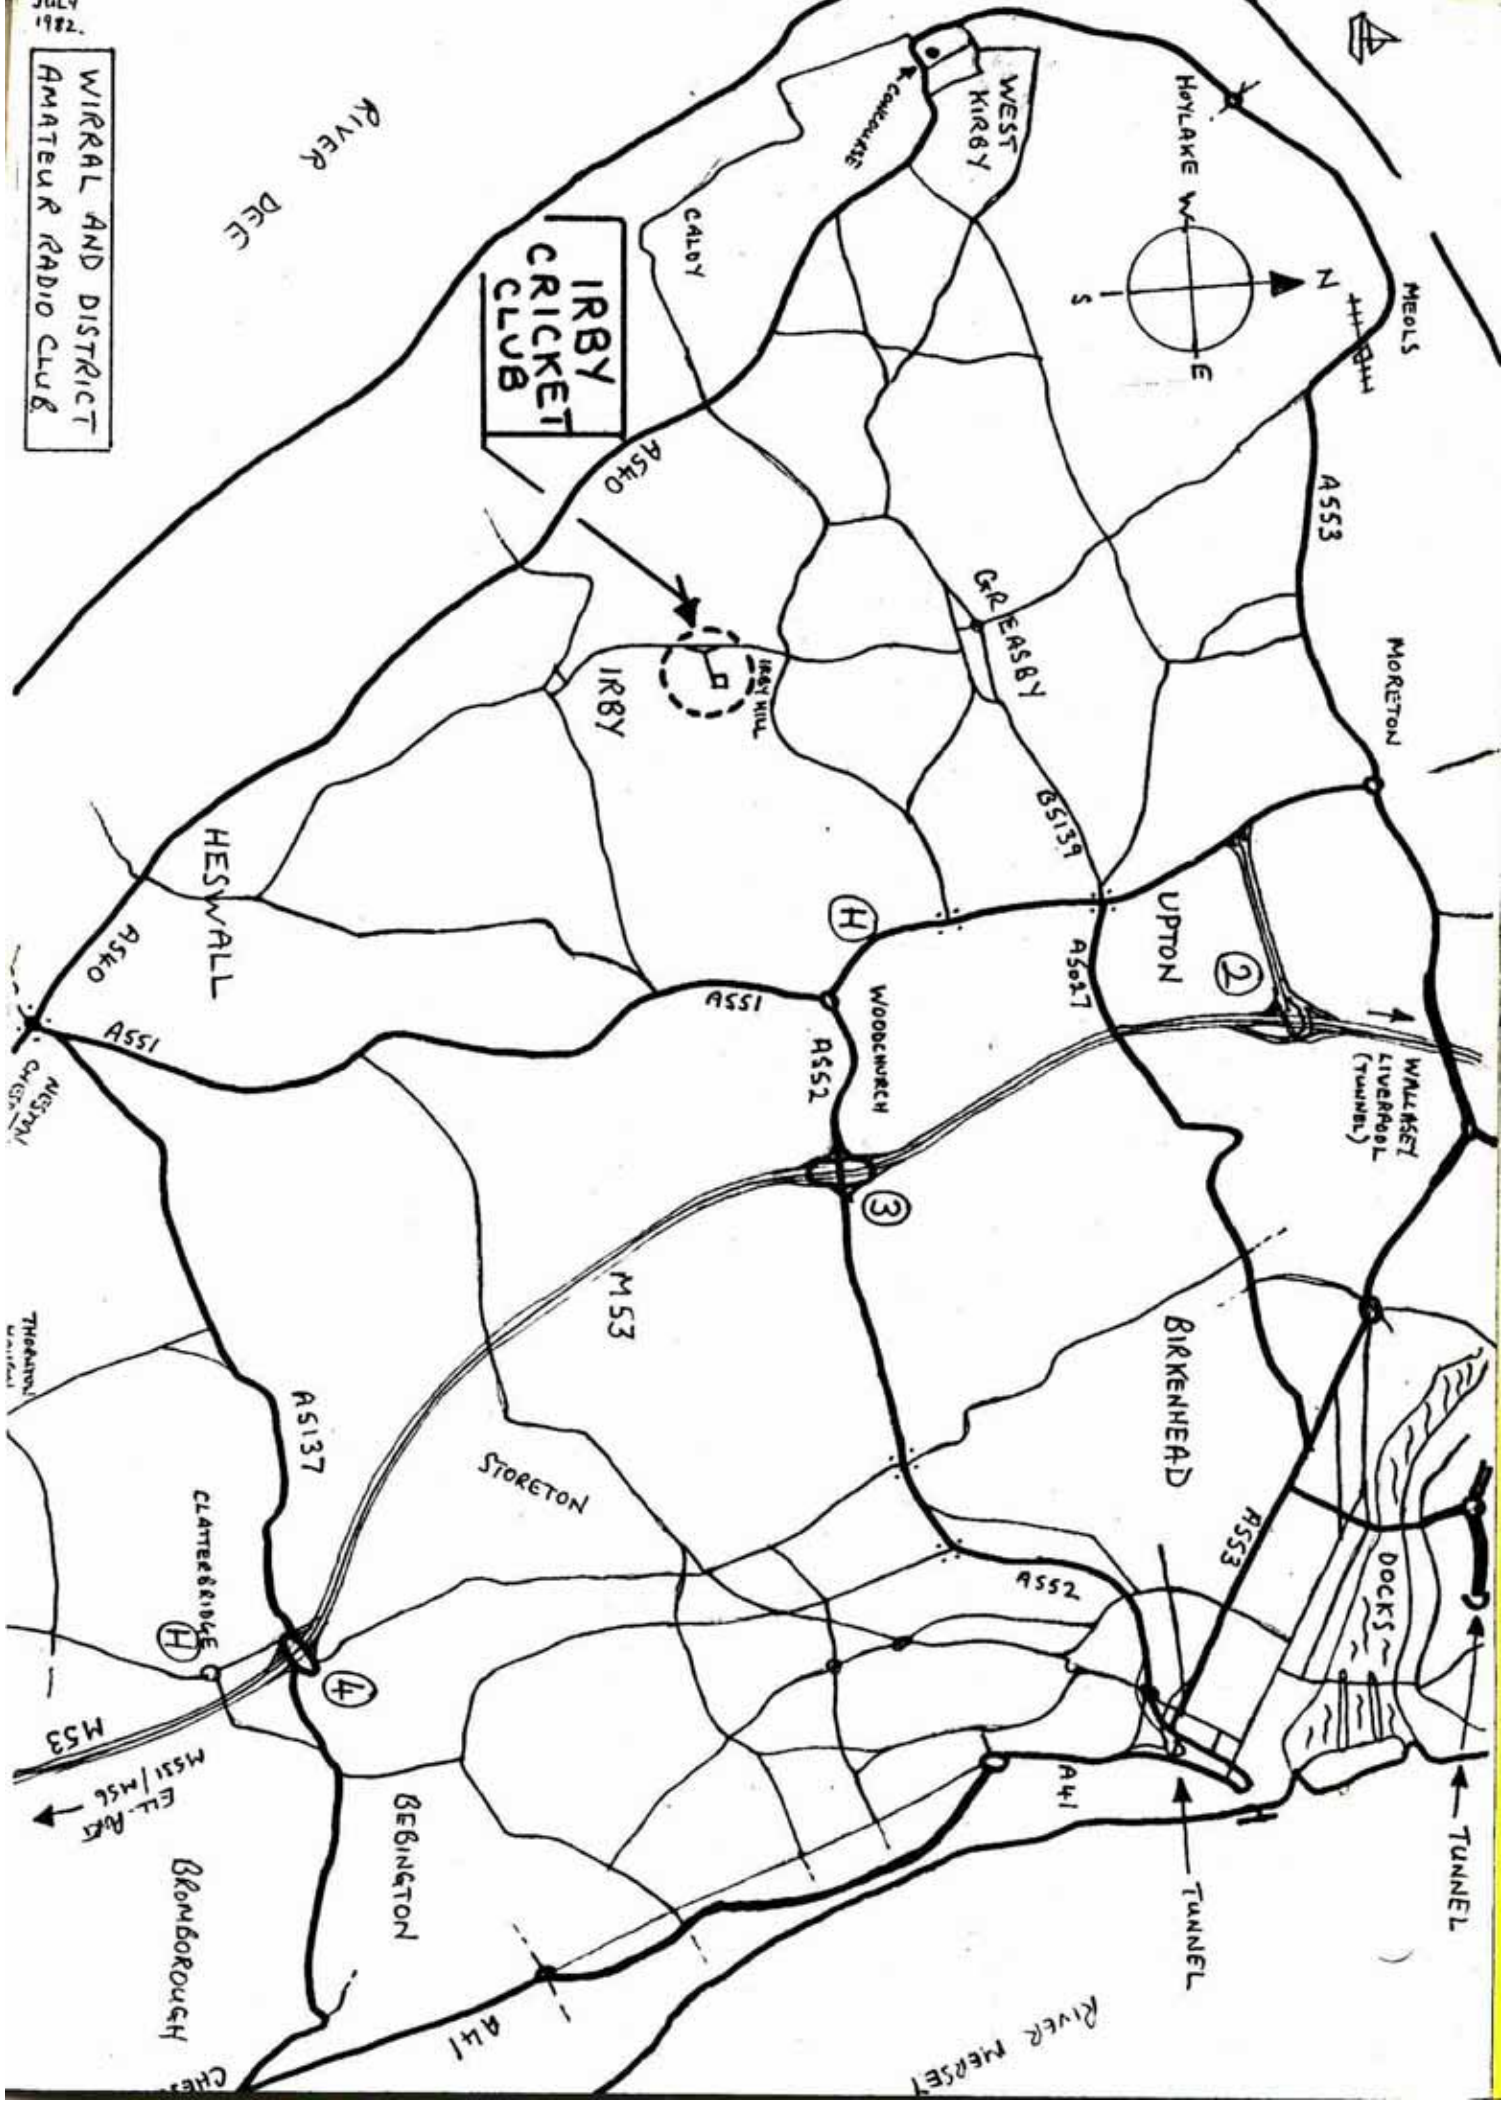 JULY
1982.
WIRRAL AND DISTRICT
AMATEUR RADIO CLUB
HOYLAKE
MEOLS
MORETON
WALLASEY
LIVERPOOL
(TUNNEL)
TUNNEL
N
W
E
S
A553
WEST
KIRBY
CONCOURSE
UPTON
2
A5027
BIRKENHEAD
A553
DOCKS
TUNNEL
GREASBY
B5139
H
WOODCHURCH
A552
3
A552
A41
RIVER MERSEY
CALDY
IRBY
CRICKET
CLUB
A540
IRBY HILL
IRBY
A551
M53
STORETON
RIVER DEE
HESWALL
A540
A551
A5137
CLATTERBRIDGE
H
4
BEBINGTON
A41
BROMBOROUGH
M53
M531/M56
THORNTON
CHES